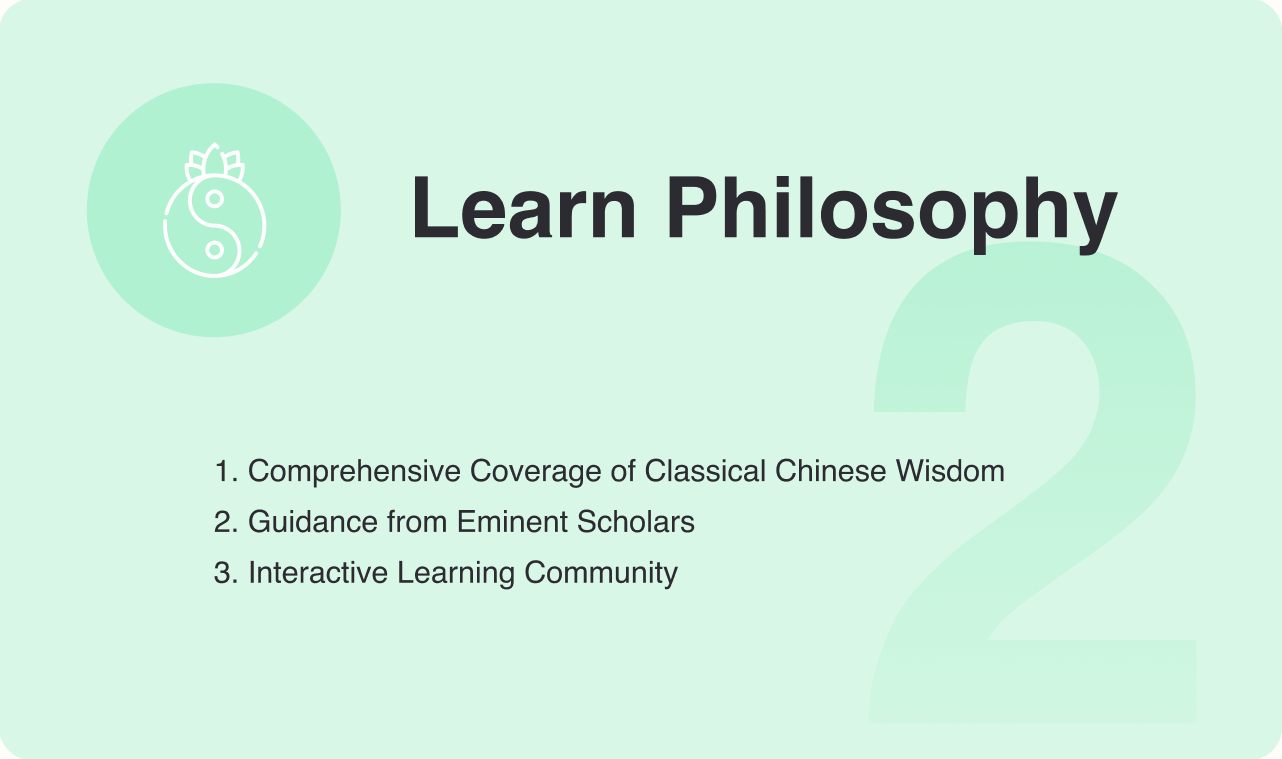 Learn Philosophy
2
1. Comprehensive Coverage of Classical Chinese Wisdom
2. Guidance from Eminent Scholars
3. Interactive Learning Community